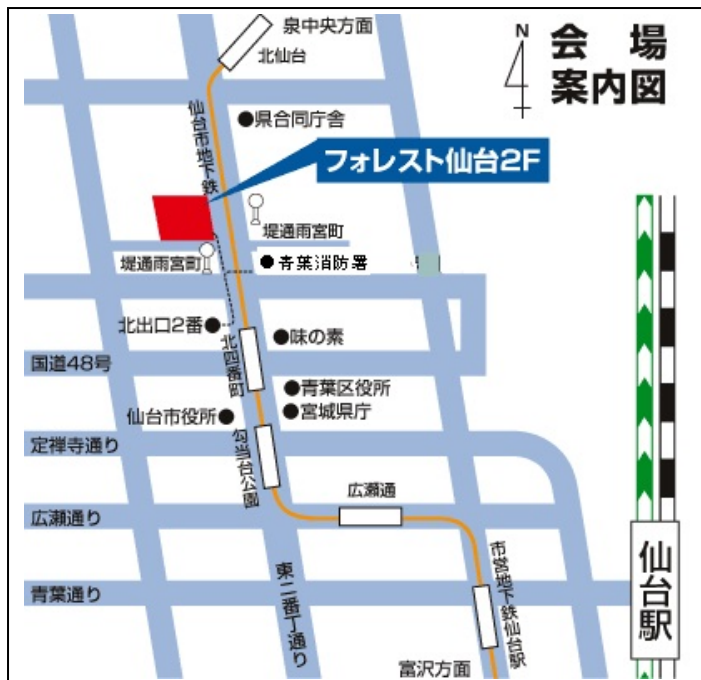 泉中央方面
北仙台
N
会場
案内図
仙台市地下鉄
●県合同庁舎
フォレスト仙台2F
堤通雨宮町
堤通雨宮町
●青葉消防署
北出口2番●
●味の素
国道48号
北四番町
●青葉区役所
仙台市役所●
●宮城県庁
定禅寺通り
勾当台公園
広瀬通
広瀬通り
市営地下鉄仙台駅
仙台駅
青葉通り
東二番丁通り
富沢方面